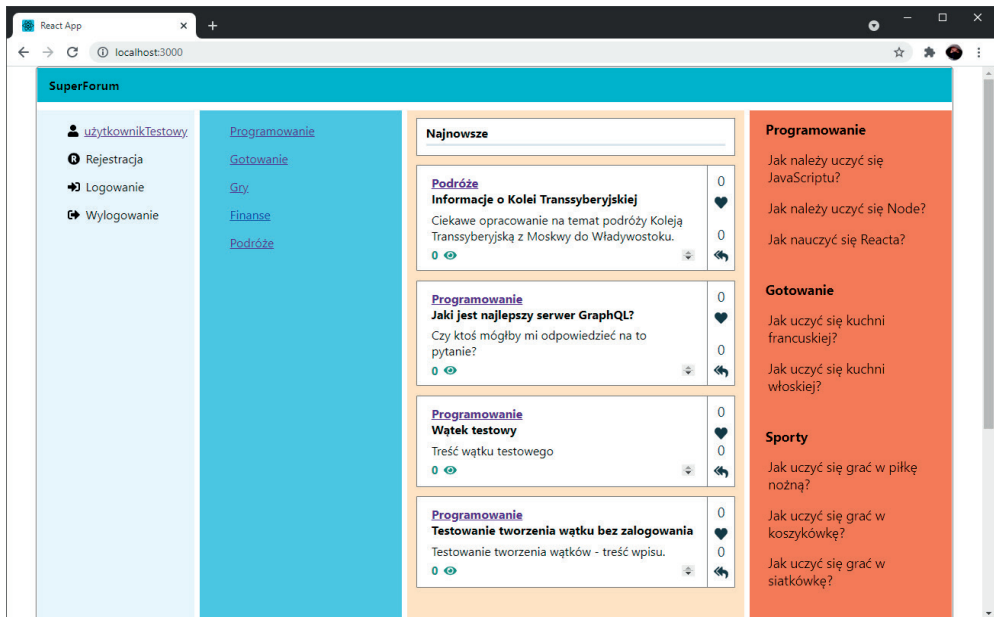 React App
localhost:3000
SuperForum
użytkownikTestowy
Rejestracja
Logowanie
Wylogowanie
Programowanie
Gotowanie
Gry
Finanse
Podróże
Najnowsze
Podróże
Informacje o Kolei Transsyberyjskiej
Ciekawe opracowanie na temat podróży Koleją
Transsyberyjską z Moskwy do Władywostoku.
0
0
0
Programowanie
Jaki jest najlepszy serwer GraphQL?
Czy ktoś mógłby mi odpowiedzieć na to
pytanie?
0
0
0
Programowanie
Wątek testowy
Treść wątku testowego
0
0
0
Programowanie
Testowanie tworzenia wątku bez zalogowania
Testowanie tworzenia wątków - treść wpisu.
0
0
0
Programowanie
Jak należy uczyć się
JavaScriptu?
Jak należy uczyć się Node?
Jak nauczyć się Reacta?
Gotowanie
Jak uczyć się kuchni
francuskiej?
Jak uczyć się kuchni
włoskiej?
Sporty
Jak uczyć się grać w piłkę
nożną?
Jak uczyć się grać w
koszykówkę?
Jak uczyć się grać w
siatkówkę?